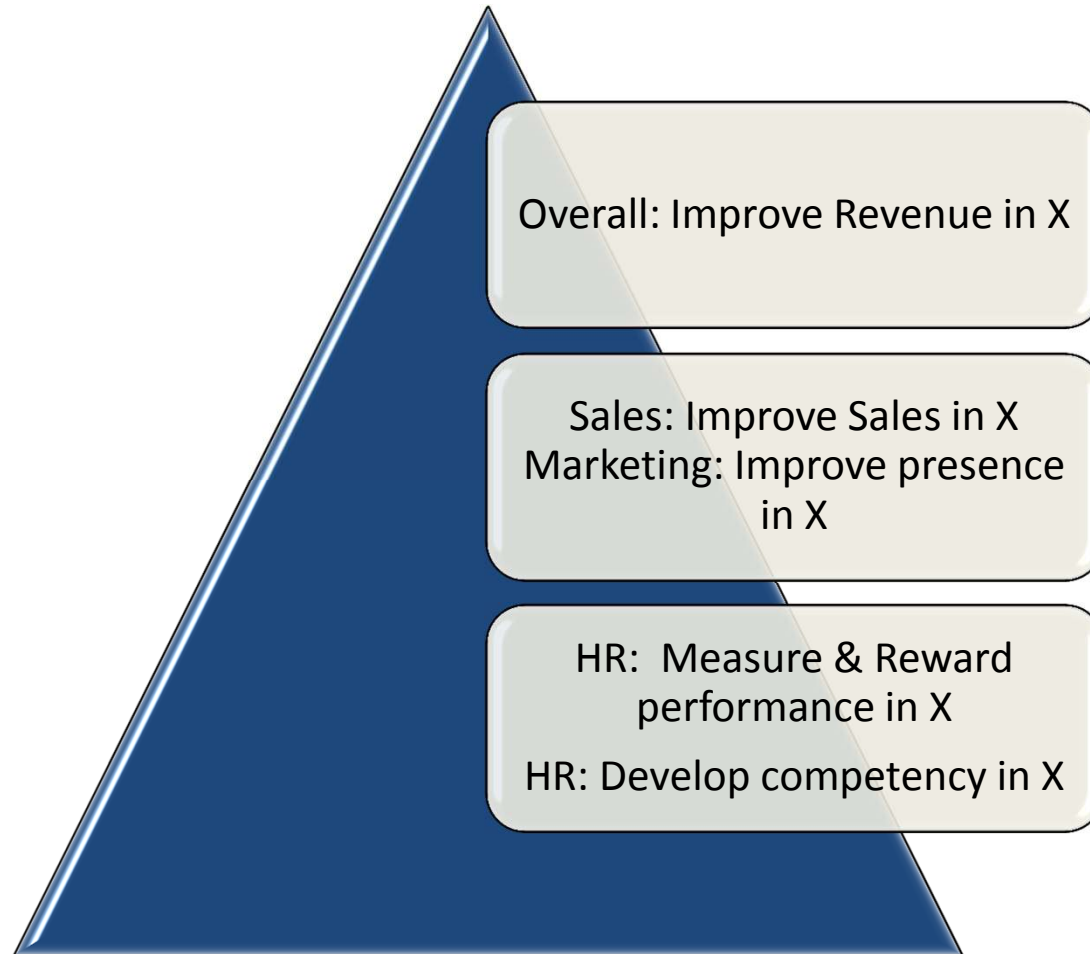 Overall: Improve Revenue in X
Sales: Improve Sales in X
Marketing: Improve presence
in X
HR:  Measure & Reward
performance in X
HR: Develop competency in X